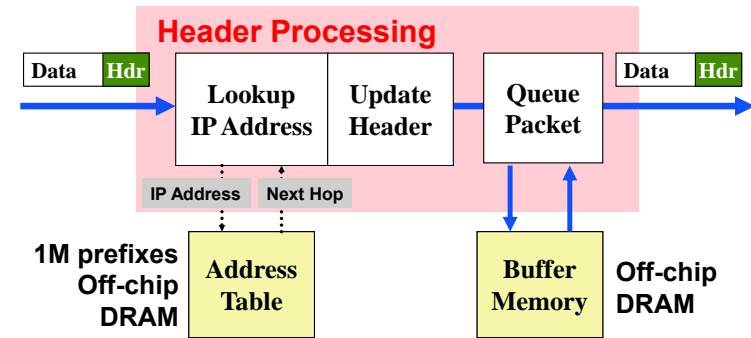 Header Processing
Data Hdr
Lookup
IP Address
Update
Header
Queue
Packet
Data Hdr
IP Address
Next Hop
1M prefixes
Off-chip
DRAM
Address
Table
Buffer
Memory
Off-chip
DRAM